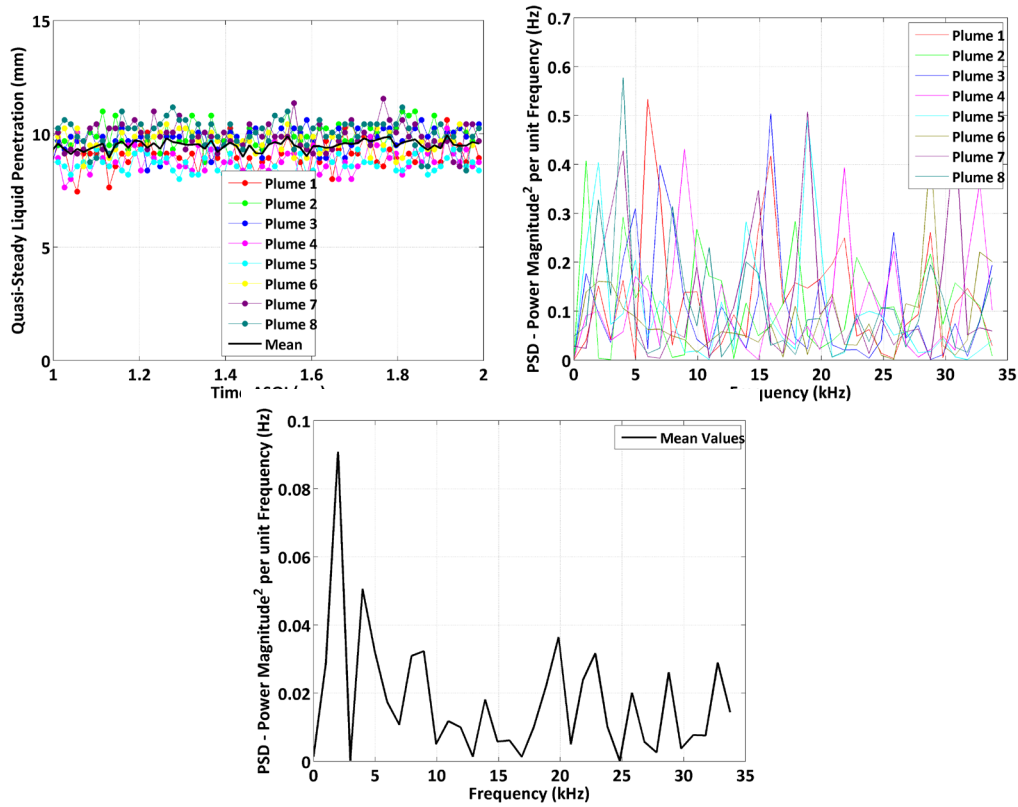 Quasi-Steady Liquid Penetration (mm)
15
10
5
0
1
1.2
1.4
1.6
1.8
2
Plume 1
Plume 2
Plume 3
Plume 4
Plume 5
Plume 6
Plume 7
Plume 8
Mean
PSD - Power Magnitude² per unit Frequency (Hz)
0.7
0.6
0.5
0.4
0.3
0.2
0.1
0
0
5
10
15
20
25
30
35
Plume 1
Plume 2
Plume 3
Plume 4
Plume 5
Plume 6
Plume 7
Plume 8
(kHz)
PSD - Power Magnitude² per unit Frequency (Hz)
0.1
0.08
0.06
0.04
0.02
0
0
5
10
15
20
25
30
35
Mean Values
Frequency (kHz)